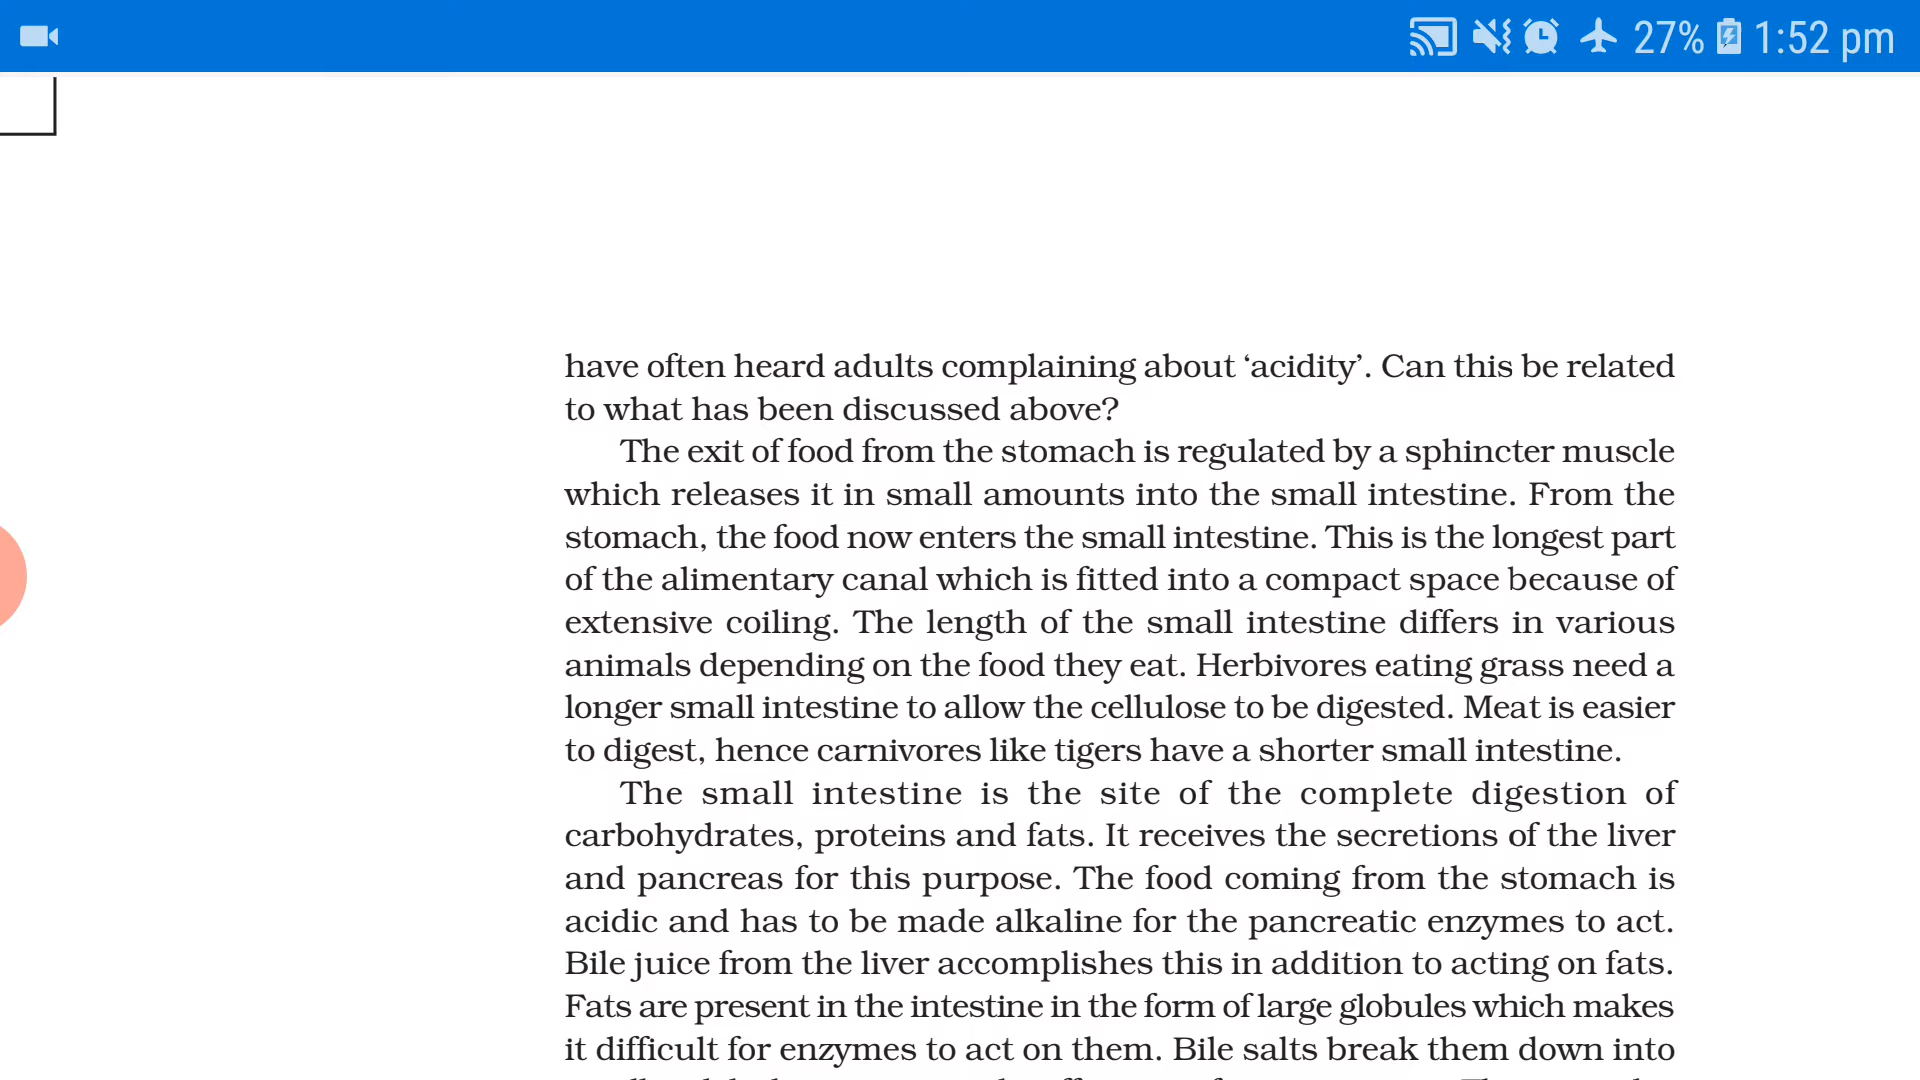 27% 1:52 pm
have often heard adults complaining about ‘acidity’. Can this be related
to what has been discussed above?
The exit of food from the stomach is regulated by a sphincter muscle
which releases it in small amounts into the small intestine. From the
stomach, the food now enters the small intestine. This is the longest part
of the alimentary canal which is fitted into a compact space because of
extensive coiling. The length of the small intestine differs in various
animals depending on the food they eat. Herbivores eating grass need a
longer small intestine to allow the cellulose to be digested. Meat is easier
to digest, hence carnivores like tigers have a shorter small intestine.
The small intestine is the site of the complete digestion of
carbohydrates, proteins and fats. It receives the secretions of the liver
and pancreas for this purpose. The food coming from the stomach is
acidic and has to be made alkaline for the pancreatic enzymes to act.
Bile juice from the liver accomplishes this in addition to acting on fats.
Fats are present in the intestine in the form of large globules which makes
it difficult for enzymes to act on them. Bile salts break them down into